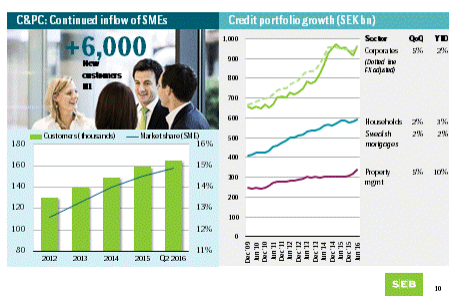 C&PC: Continued inflow of SMEs
+6,000
New
customers
H1
Customers (thousands) Market share (SME)
180
160
140
120
100
80
16%
15%
14%
13%
12%
11%
2012 2013 2014 2015 Q2 2016
Credit portfolio growth (SEK bn)
1,000
900
800
700
600
500
400
300
200
100
0
Dec '09 Jun '10 Dec '10 Jun '11 Dec '11 Jun '12 Dec '12 Jun '13 Dec '13 Jun '14 Dec '14 Jun '15 Dec '15 Jun '16
Sector QoQ YTD
Corporates 5% 2%
(Dotted line
FX-adjusted)
Households 2% 3%
Swedish 2% 2%
mortgages
Property 5% 10%
mgmt
SEB
10